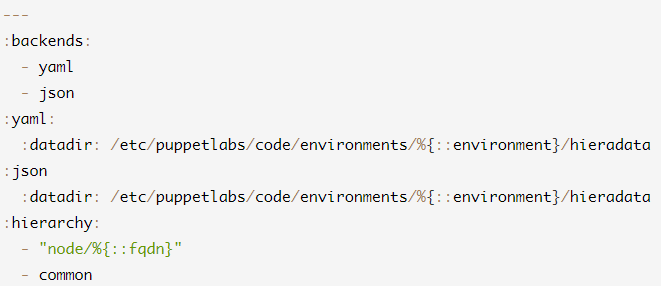 ---
:backends:
  - yaml
  - json
:yaml:
  :datadir: /etc/puppetlabs/code/environments/%{::environment}/hieradata
:json
  :datadir: /etc/puppetlabs/code/environments/%{::environment}/hieradata
:hierarchy:
  - "node/%{::fqdn}"
  - common